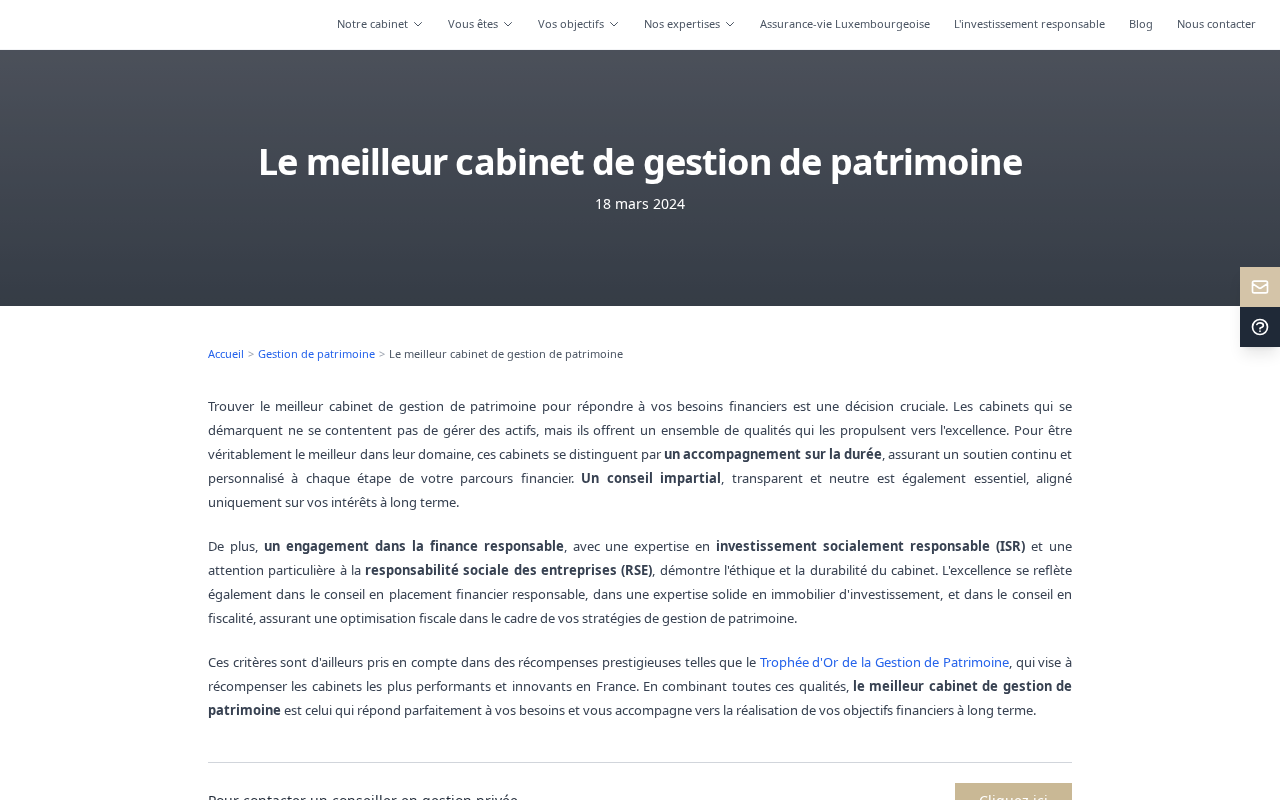 Notre cabinet Vous êtes Vos objectifs Nos expertises Assurance-vie Luxembourgeoise L'investissement responsable Blog Nous contacter
Le meilleur cabinet de gestion de patrimoine
18 mars 2024
Accueil > Gestion de patrimoine > Le meilleur cabinet de gestion de patrimoine
Trouver le meilleur cabinet de gestion de patrimoine pour répondre à vos besoins financiers est une décision cruciale. Les cabinets qui se
démarquent ne se contentent pas de gérer des actifs, mais ils offrent un ensemble de qualités qui les propulsent vers l'excellence. Pour être
véritablement le meilleur dans leur domaine, ces cabinets se distinguent par un accompagnement sur la durée, assurant un soutien continu et
personnalisé à chaque étape de votre parcours financier. Un conseil impartial, transparent et neutre est également essentiel, aligné
uniquement sur vos intérêts à long terme.
De plus, un engagement dans la finance responsable, avec une expertise en investissement socialement responsable (ISR) et une
attention particulière à la responsabilité sociale des entreprises (RSE), démontre l'éthique et la durabilité du cabinet. L'excellence se reflète
également dans le conseil en placement financier responsable, dans une expertise solide en immobilier d'investissement, et dans le conseil en
fiscalité, assurant une optimisation fiscale dans le cadre de vos stratégies de gestion de patrimoine.
Ces critères sont d'ailleurs pris en compte dans des récompenses prestigieuses telles que le Trophée d'Or de la Gestion de Patrimoine, qui vise à
récompenser les cabinets les plus performants et innovants en France. En combinant toutes ces qualités, le meilleur cabinet de gestion de
patrimoine est celui qui répond parfaitement à vos besoins et vous accompagne vers la réalisation de vos objectifs financiers à long terme.
Pour contacter un conseiller en gestion privée Cliquez ici